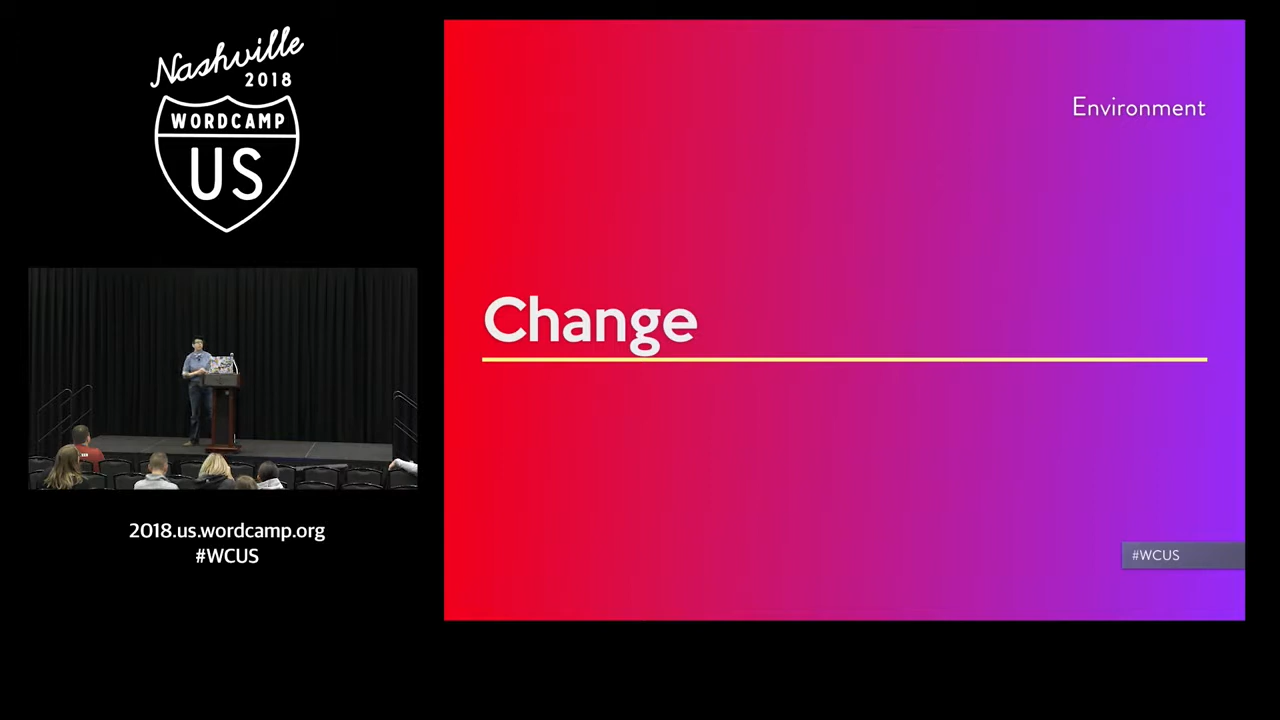 Nashville
2018
WORDCAMP
US
2018.us.wordcamp.org
#WCUS
Environment
Change
#WCUS